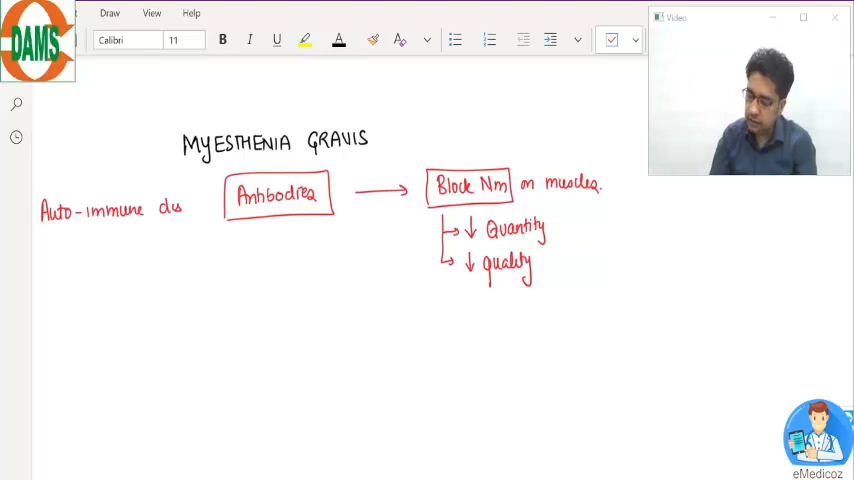 DAMS
Draw View Help
Video
Calibri 11 B I U
MYESTHENIA GRAVIS
Auto-immune dis
Antibodies
Block Nm on muscles.
↓ Quantity
↓ quality
eMedicoz